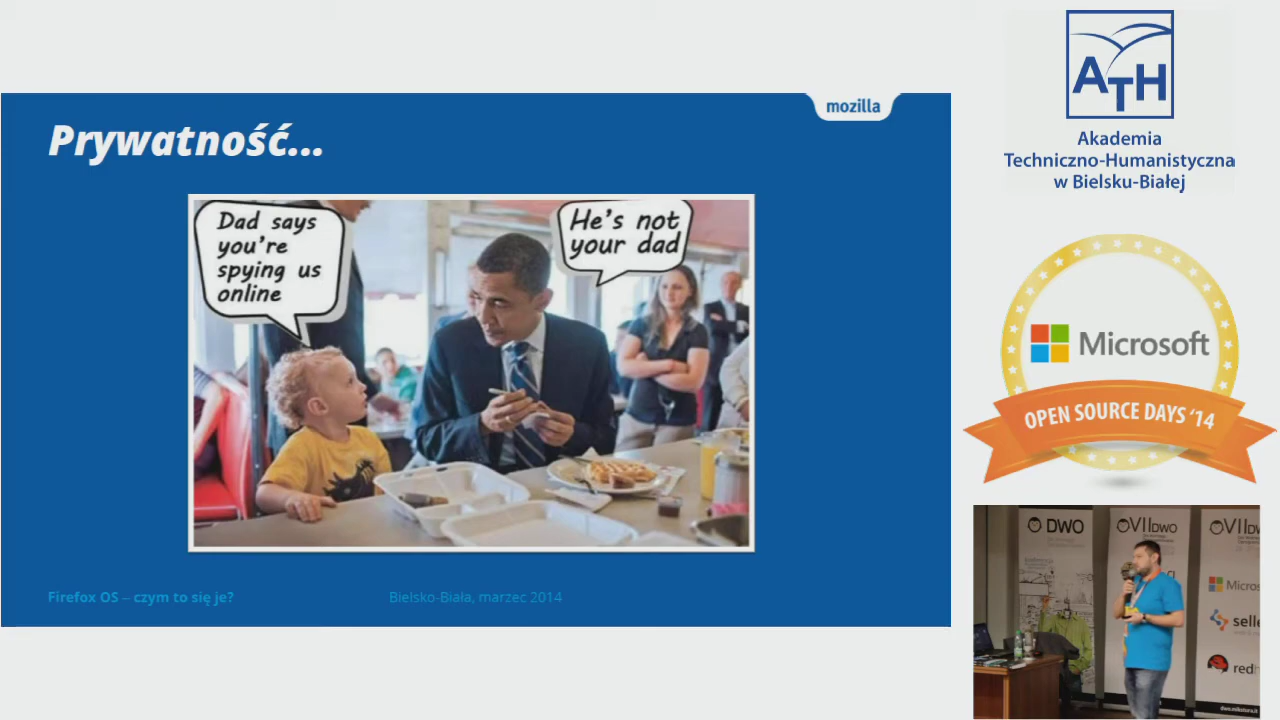 mozilla
Prywatność...
Dad says
you're
spying us
online
He's not
your dad
Firefox OS – czym to się je?
Bielsko-Biała, marzec 2014
ATH
Akademia
Techniczno-Humanistyczna
w Bielsku-Białej
Microsoft
OPEN SOURCE DAYS '14
DWO
VII DWO
VII DW
Micros
selle
redh